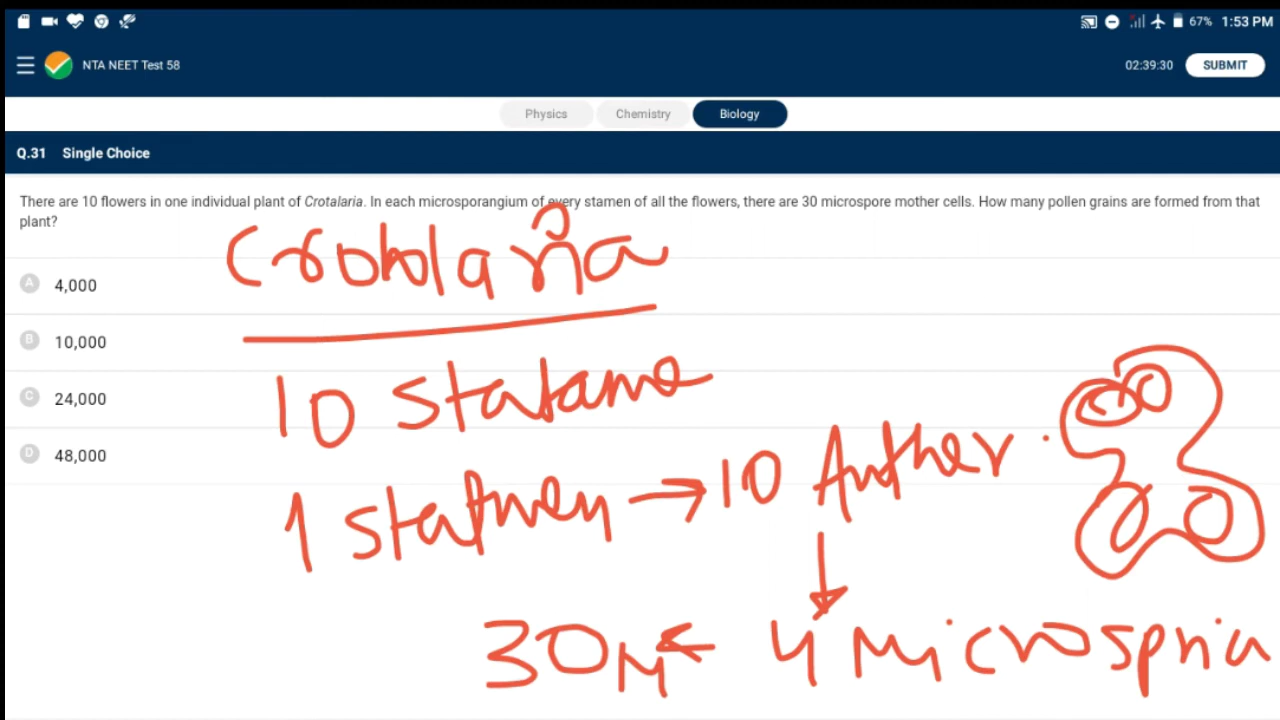 67% 1:53 PM
NTA NEET Test 58
02:39:30 SUBMIT
Physics Chemistry Biology
Q.31 Single Choice
There are 10 flowers in one individual plant of Crotalaria. In each microsporangium of every stamen of all the flowers, there are 30 microspore mother cells. How many pollen grains are formed from that
plant?
Crotolaria
A 4,000
B 10,000
10 Statame
C 24,000
D 48,000
1 statmen → 10 Anther
30 M ← 4 Microspria